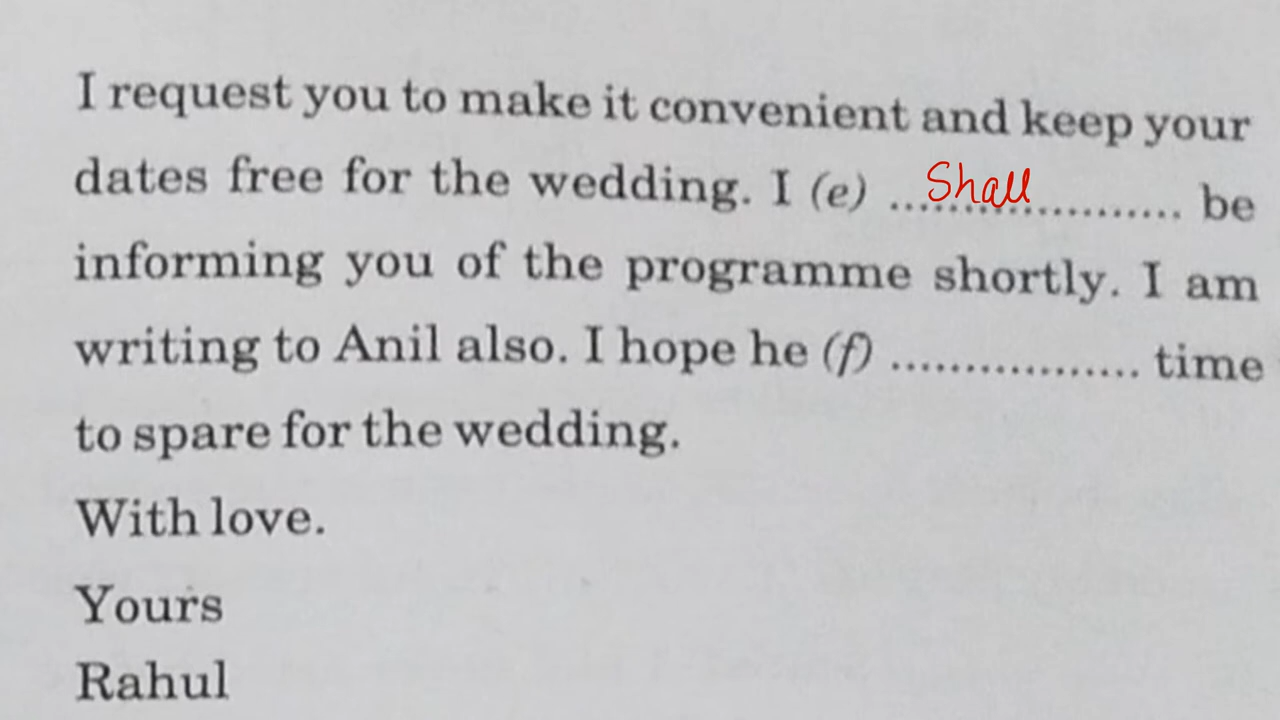 I request you to make it convenient and keep your
dates free for the wedding. I (e) ...Shall................. be
informing you of the programme shortly. I am
writing to Anil also. I hope he (f) ................. time
to spare for the wedding.
With love.
Yours
Rahul